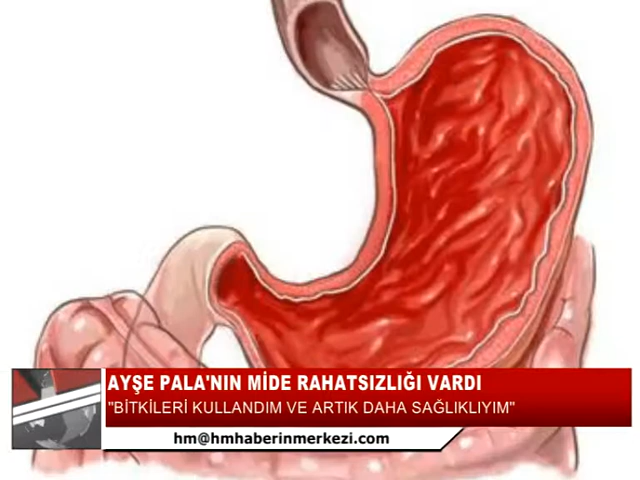 AYŞE PALA'NIN MİDE RAHATSIZLIĞI VARDI
"BİTKİLERİ KULLANDIM VE ARTIK DAHA SAĞLIKLIYIM"
hm@hmhaberinmerkezi.com